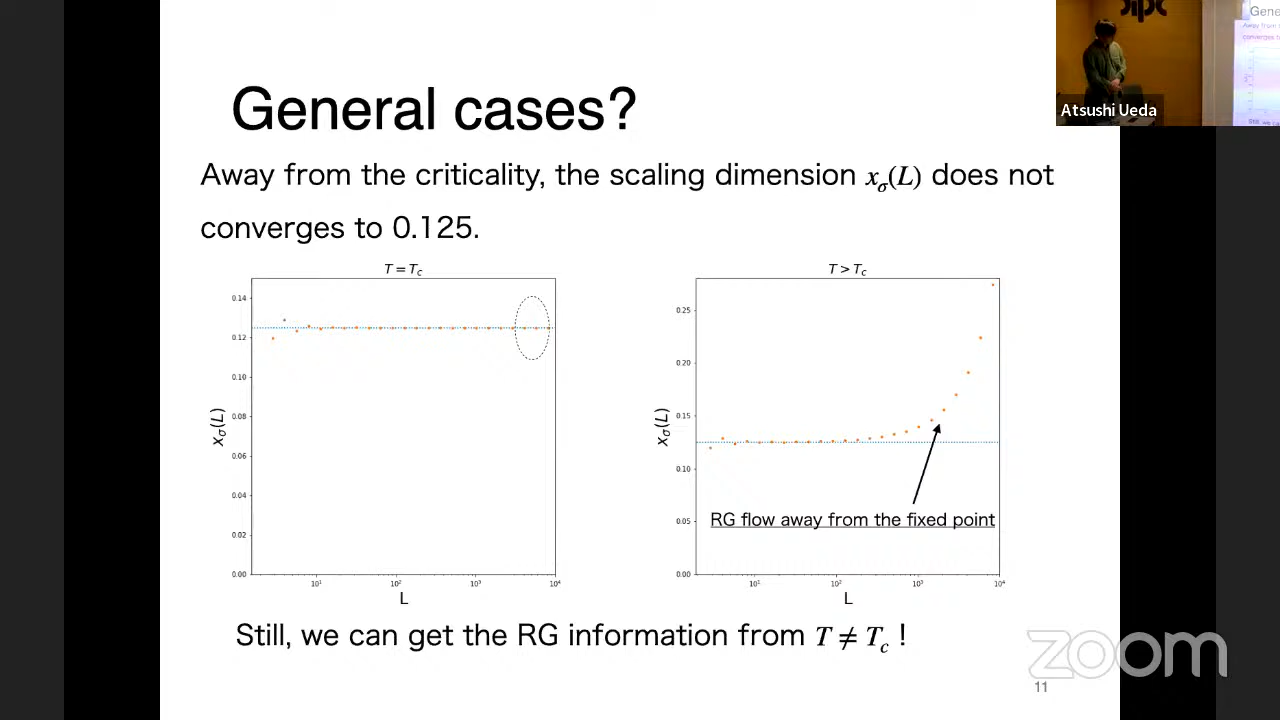 General cases?
Away from the criticality, the scaling dimension xσ(L) does not
converges to 0.125.
T = Tc
0.14
0.12
0.10
0.08
0.06
0.04
0.02
0.00
xσ(L)
10¹ 10² 10³ 10⁴
L
T > Tc
0.25
0.20
0.15
0.10
0.05
0.00
xσ(L)
RG flow away from the fixed point
10¹ 10² 10³ 10⁴
L
Still, we can get the RG information from T ≠ Tc !
11
zoom
dipc
Atsushi Ueda
Gene